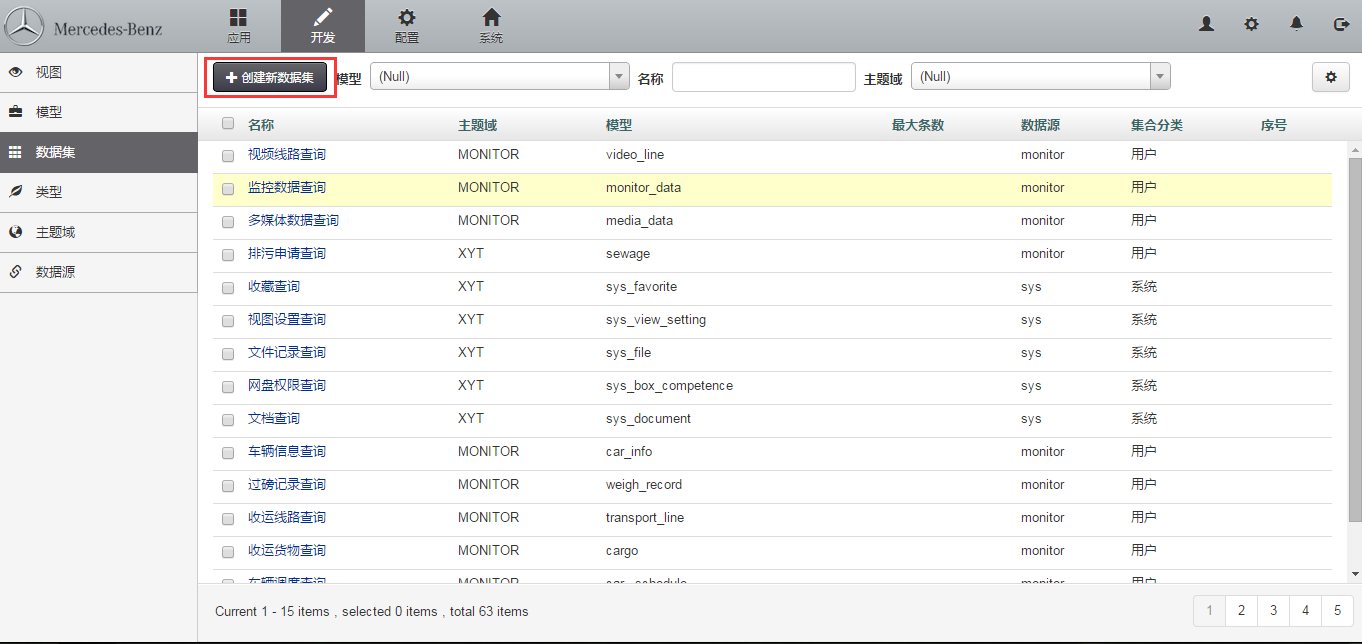 Mercedes-Benz
应用
开发
配置
系统
视图
模型
数据集
类型
主题域
数据源
创建新数据集 模型 (Null) 名称 主题域 (Null)
名称 主题域 模型 最大条数 数据源 集合分类 序号
视频线路查询 MONITOR video_line monitor 用户
监控数据查询 MONITOR monitor_data monitor 用户
多媒体数据查询 MONITOR media_data monitor 用户
排污申请查询 XYT sewage monitor 用户
收藏查询 XYT sys_favorite sys 系统
视图设置查询 XYT sys_view_setting sys 系统
文件记录查询 XYT sys_file sys 系统
网盘权限查询 XYT sys_box_competence sys 系统
文档查询 XYT sys_document sys 系统
车辆信息查询 MONITOR car_info monitor 用户
过磅记录查询 MONITOR weigh_record monitor 用户
收运线路查询 MONITOR transport_line monitor 用户
收运货物查询 MONITOR cargo monitor 用户
车辆调度查询 MONITOR car_schedule monitor 用户
Current 1 - 15 items , selected 0 items , total 63 items
1 2 3 4 5